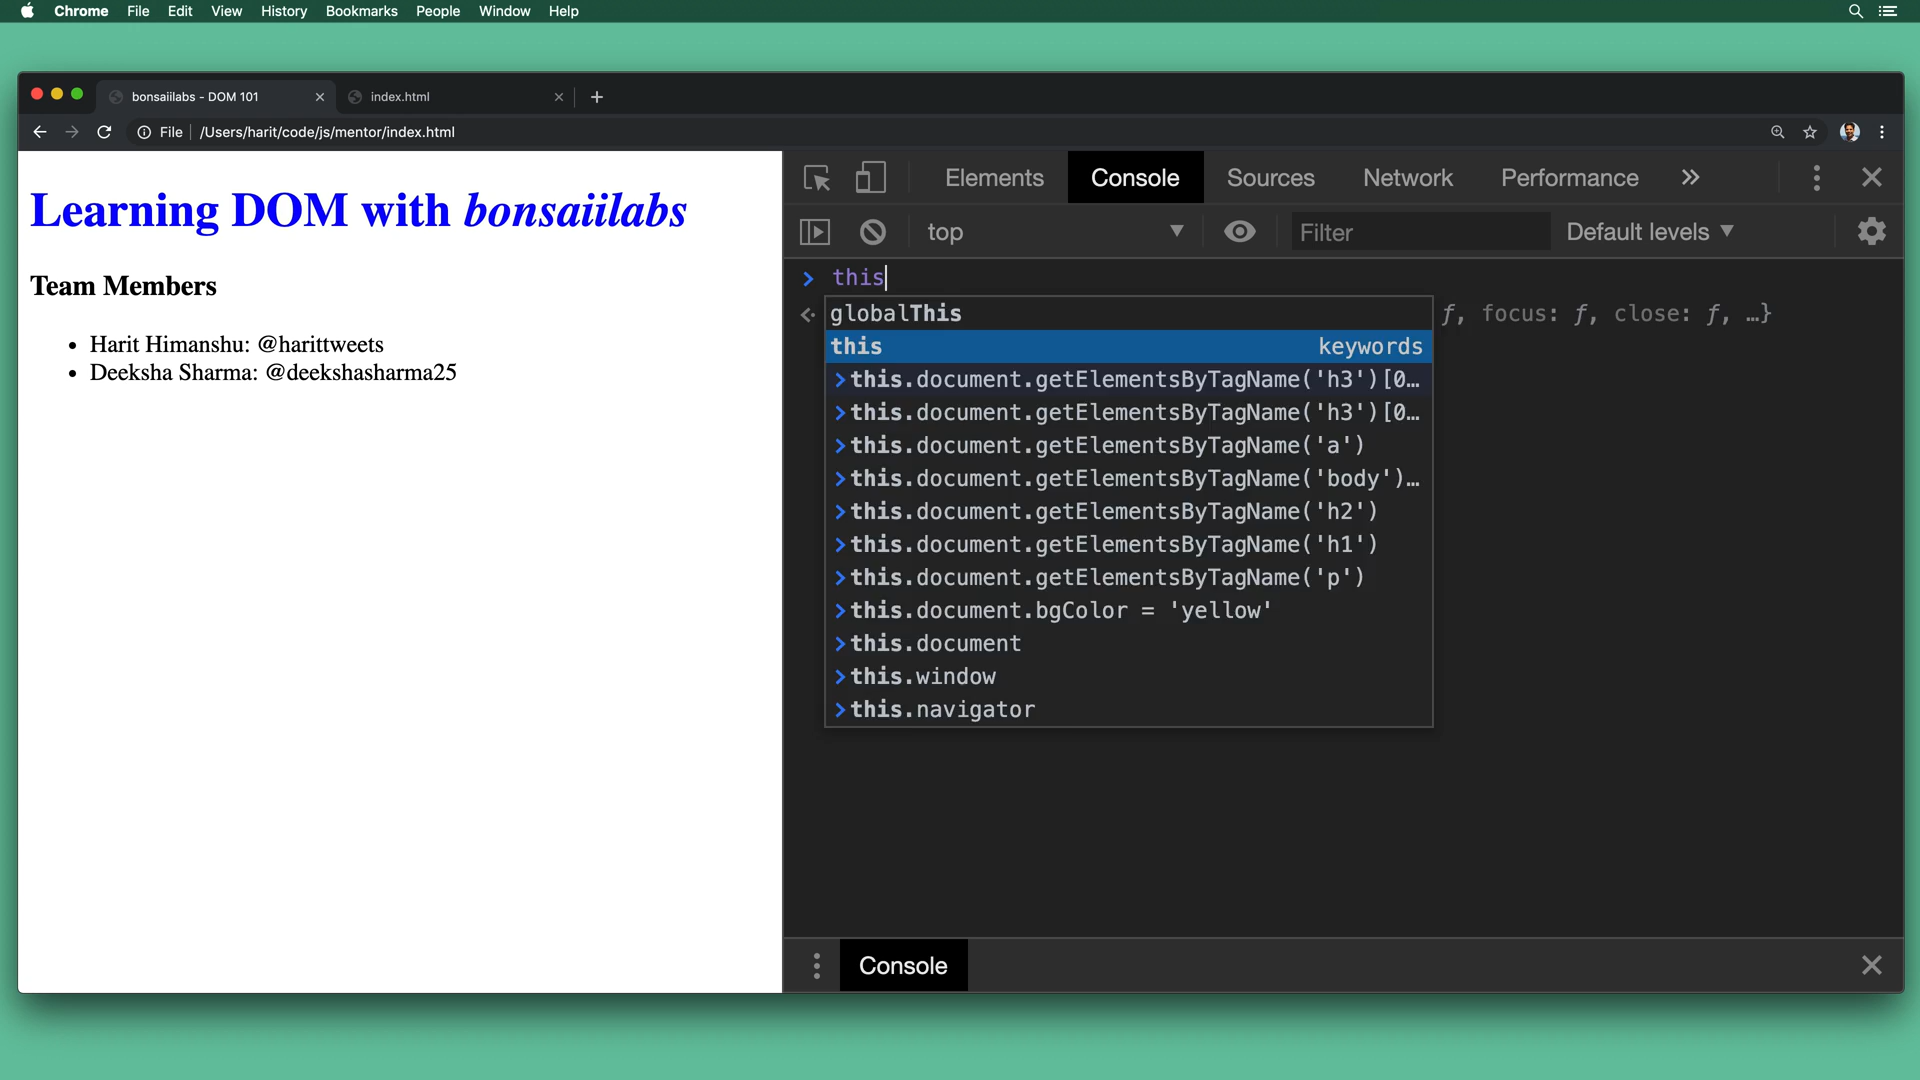 Chrome File Edit View History Bookmarks People Window Help
bonsaiilabs - DOM 101
index.html
File /Users/harit/code/js/mentor/index.html
Learning DOM with bonsaiilabs
Team Members
Harit Himanshu: @harittweets
Deeksha Sharma: @deekshasharma25
Elements Console Sources Network Performance
top Filter Default levels
this
ƒ, focus: ƒ, close: ƒ, …}
globalThis
this keywords
this.document.getElementsByTagName('h3')[0…
this.document.getElementsByTagName('h3')[0…
this.document.getElementsByTagName('a')
this.document.getElementsByTagName('body')…
this.document.getElementsByTagName('h2')
this.document.getElementsByTagName('h1')
this.document.getElementsByTagName('p')
this.document.bgColor = 'yellow'
this.document
this.window
this.navigator
Console